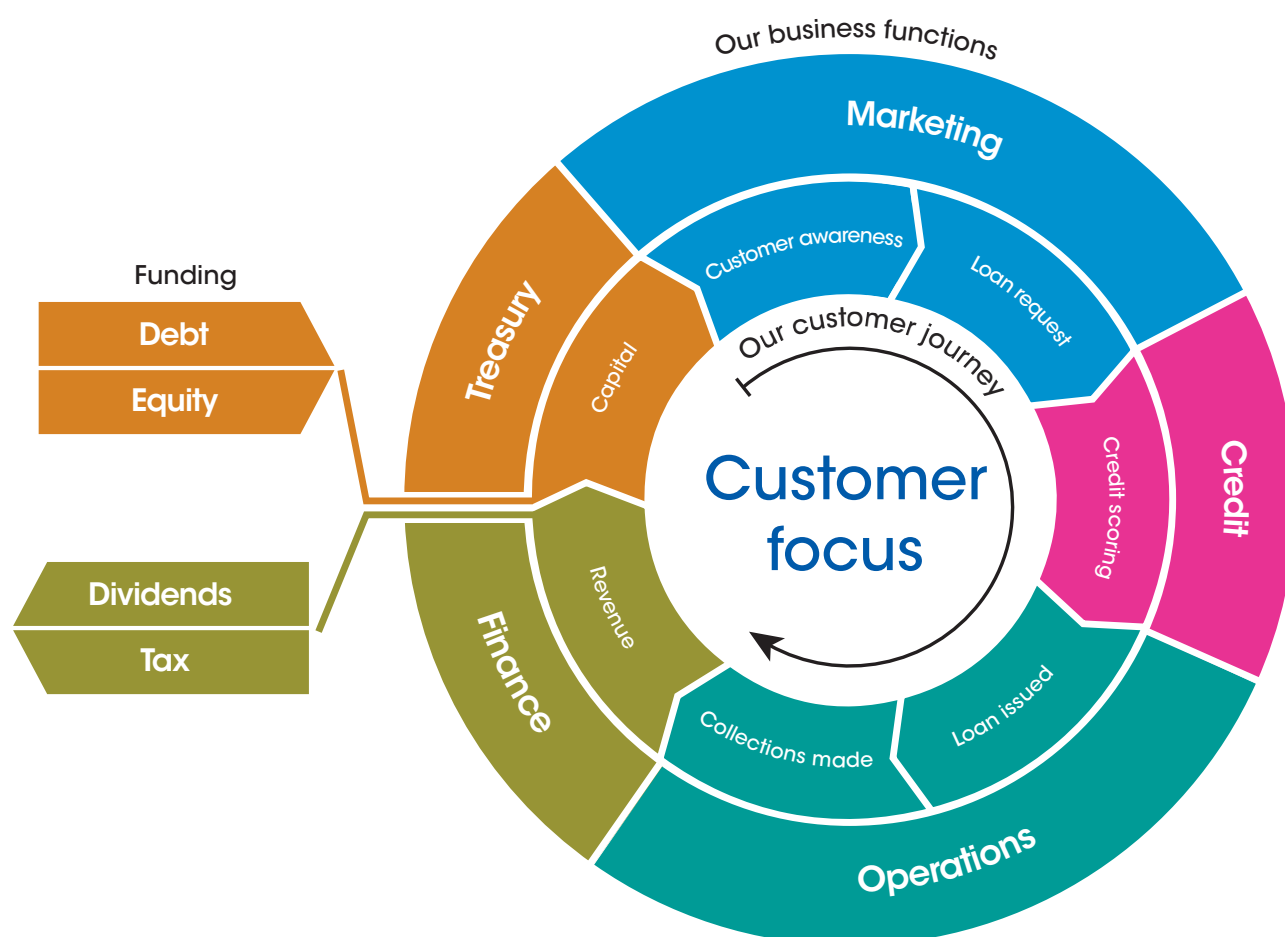 Our business functions
Marketing
Customer awareness
Loan request
Our customer journey
Customer
focus
Credit
Credit scoring
Operations
Loan issued
Collections made
Finance
Revenue
Treasury
Capital
Funding
Debt
Equity
Dividends
Tax